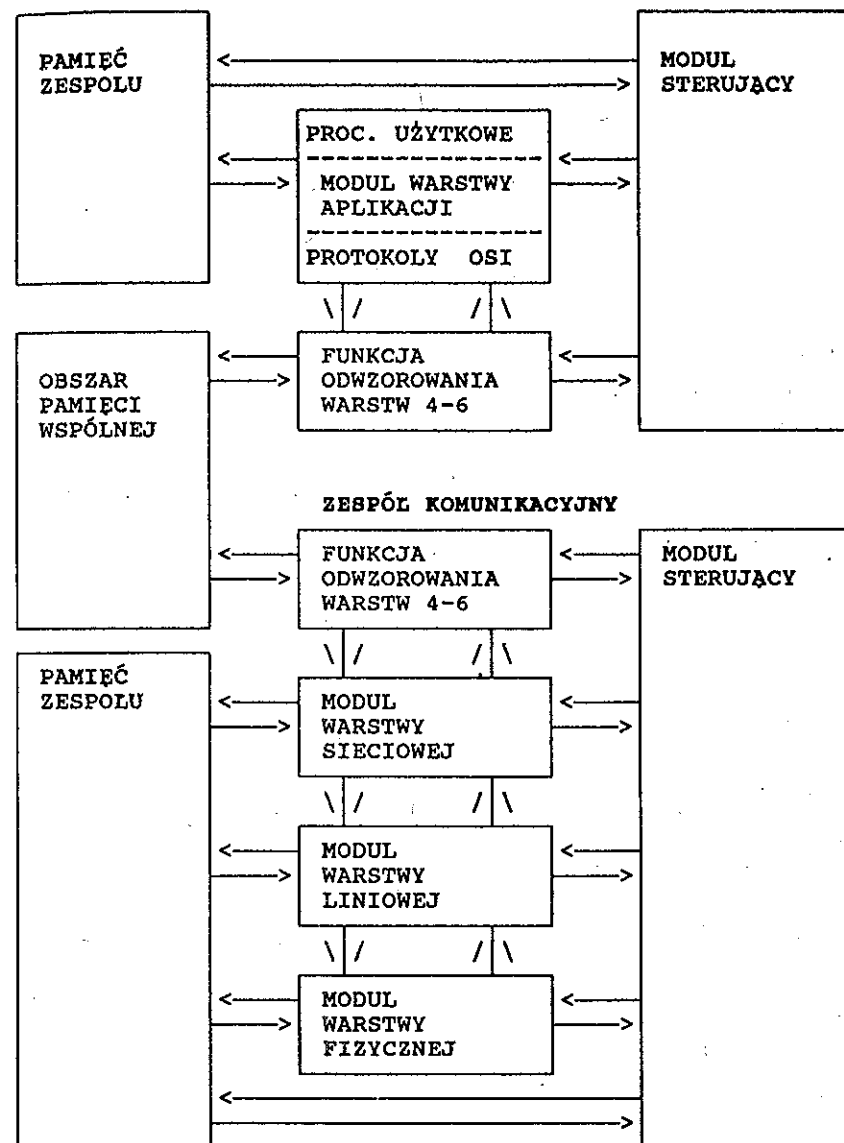 PAMIĘĆ
ZESPOLU
MODUL
STERUJĄCY
PROC. UŻYTKOWE
MODUL WARSTWY
APLIKACJI
PROTOKOLY OSI
OBSZAR
PAMIĘCI
WSPÓLNEJ
FUNKCJA
ODWZOROWANIA
WARSTW 4-6
ZESPÓL KOMUNIKACYJNY
FUNKCJA
ODWZOROWANIA
WARSTW 4-6
MODUL
STERUJĄCY
PAMIĘĆ
ZESPOLU
MODUL
WARSTWY
SIECIOWEJ
MODUL
WARSTWY
LINIOWEJ
MODUL
WARSTWY
FIZYCZNEJ